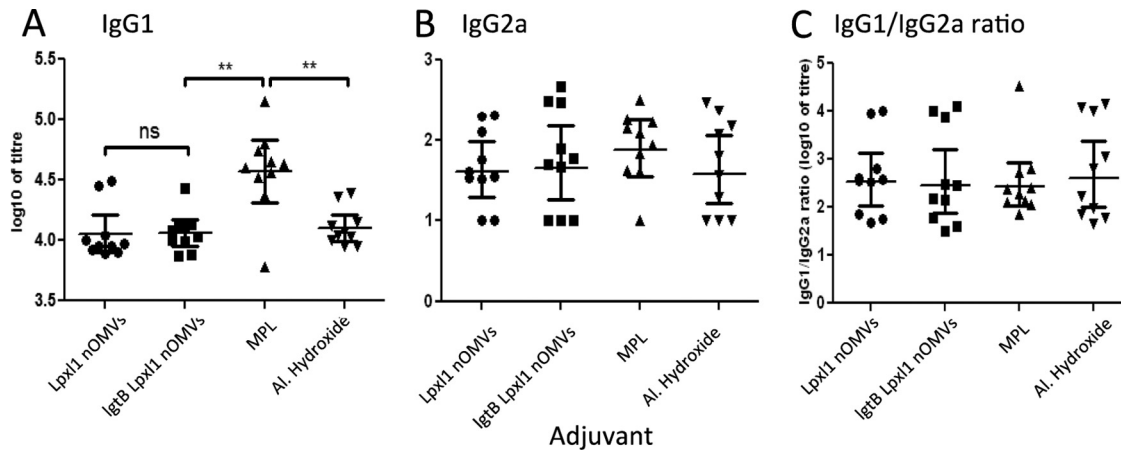 A IgG1
log10 of titre
5.5
5.0
4.5
4.0
3.5
ns
**
**
Lpxl1 nOMVs
lgtB Lpxl1 nOMVs
MPL
Al. Hydroxide
B IgG2a
3
2
1
0
Lpxl1 nOMVs
lgtB Lpxl1 nOMVs
MPL
Al. Hydroxide
Adjuvant
C IgG1/IgG2a ratio
IgG1/IgG2a ratio (log10 of titre)
5
4
3
2
1
0
Lpxl1 nOMVs
lgtB Lpxl1 nOMVs
MPL
Al. Hydroxide